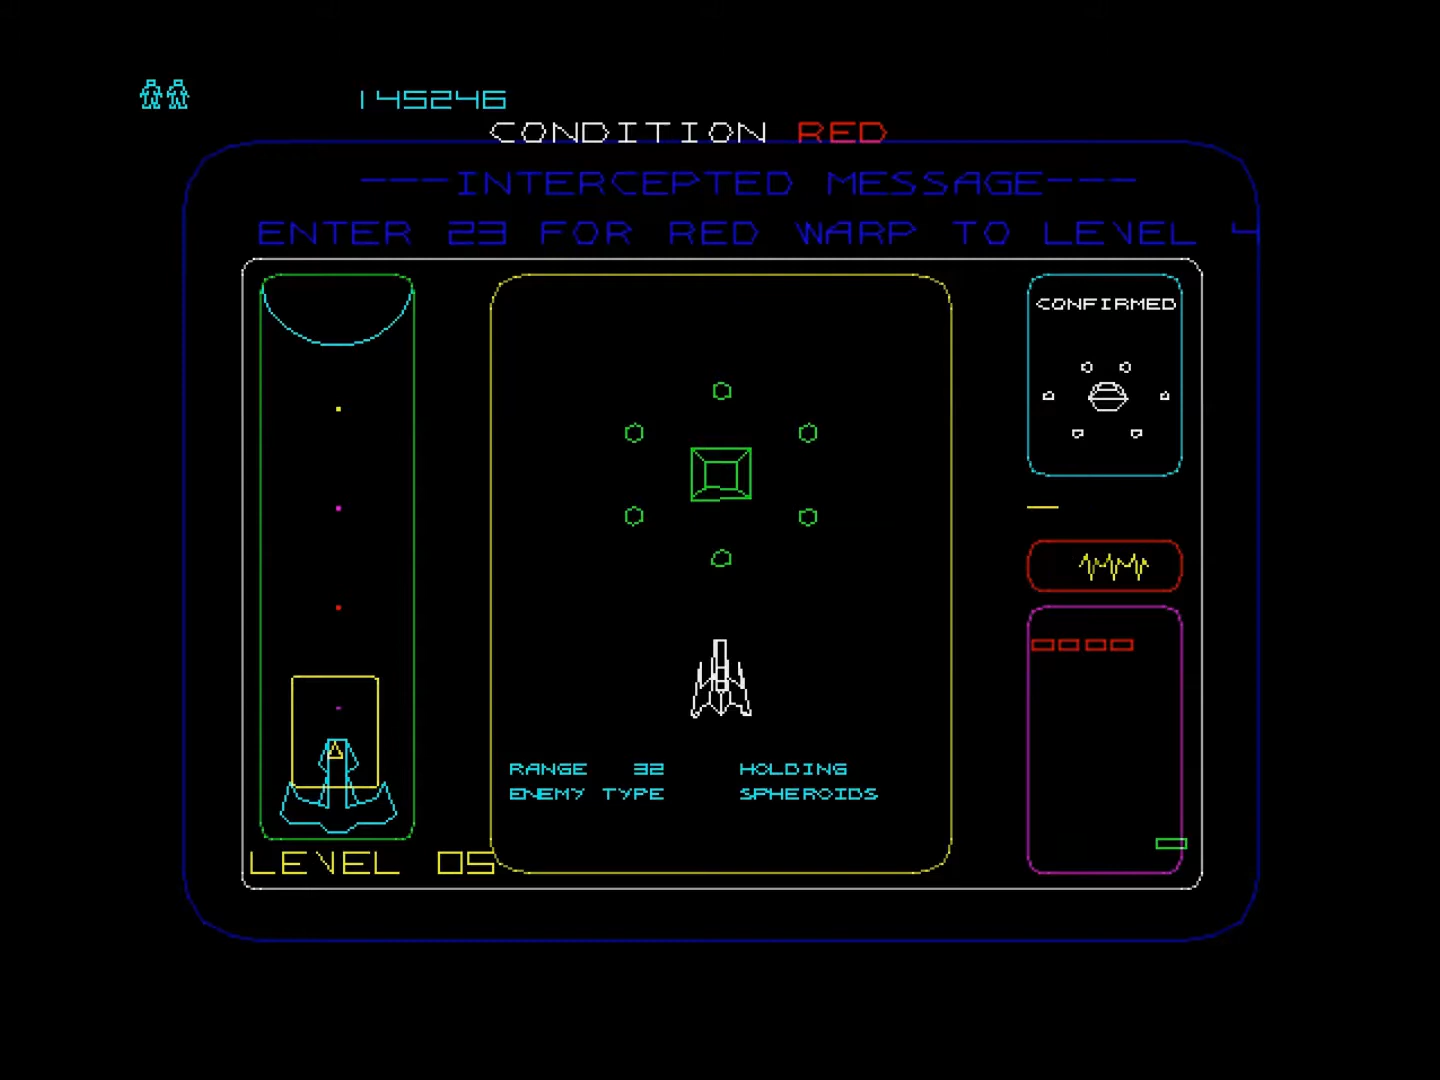 145246
CONDITION RED
---INTERCEPTED MESSAGE---
ENTER 23 FOR RED WARP TO LEVEL 4
CONFIRMED
RANGE 32 HOLDING
ENEMY TYPE SPHEROIDS
LEVEL 05